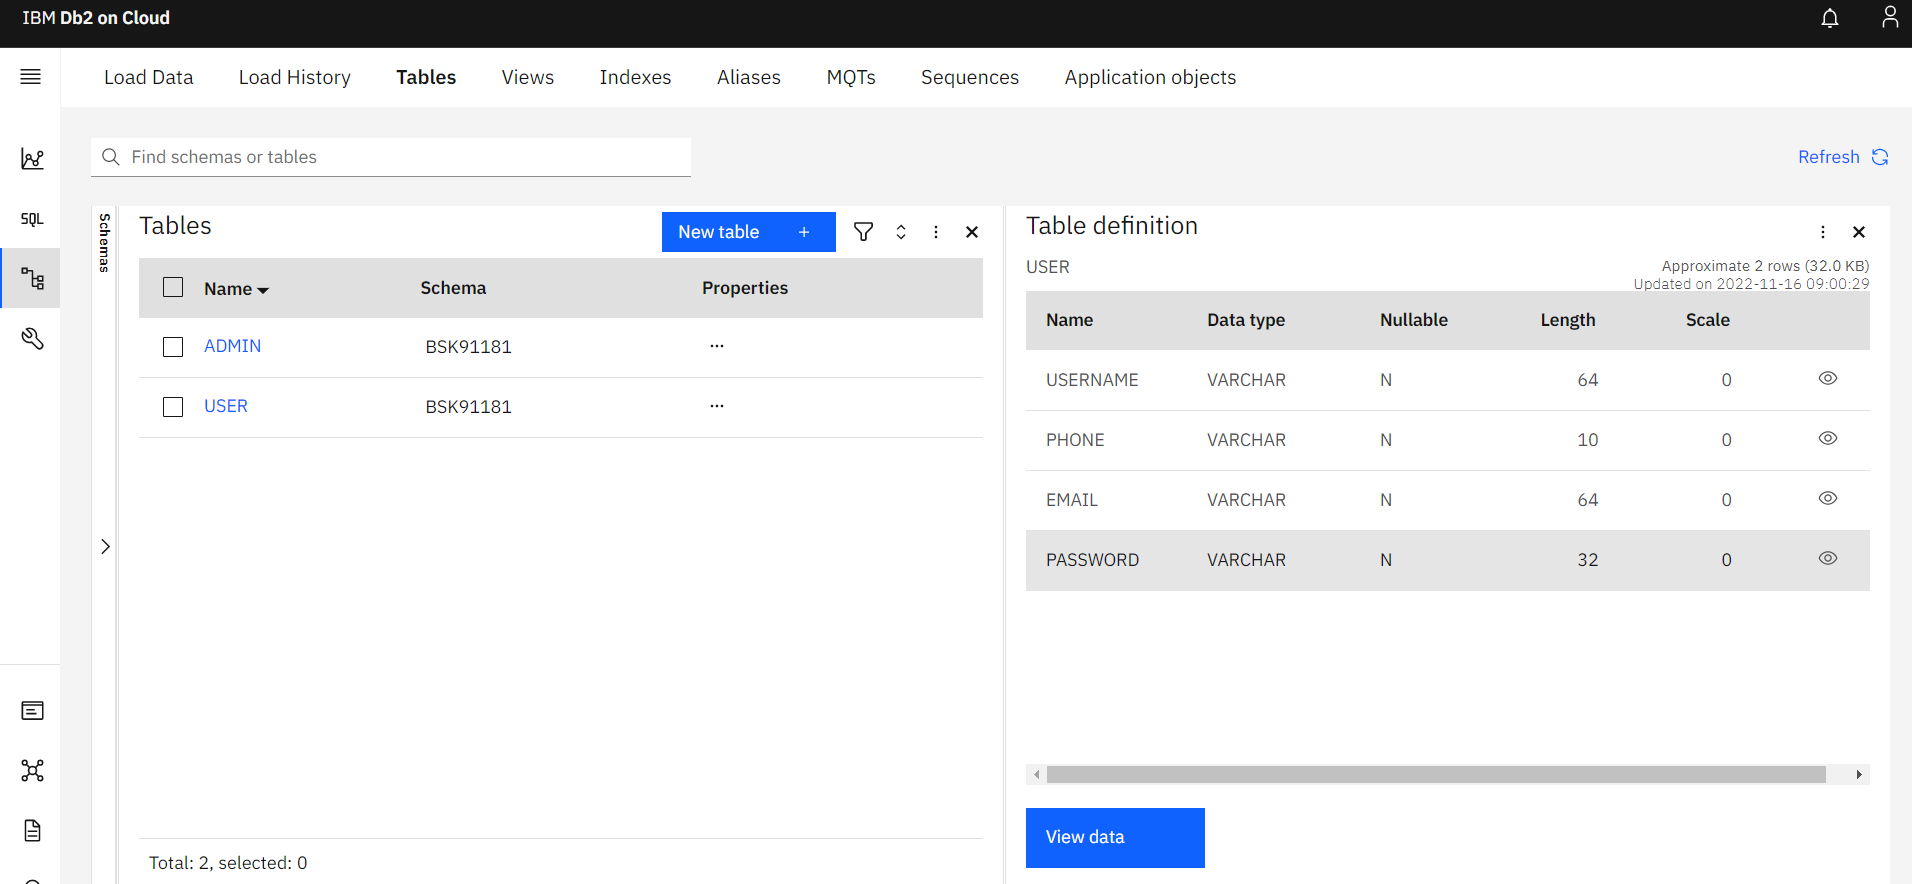 IBM Db2 on Cloud
Load Data Load History Tables Views Indexes Aliases MQTs Sequences Application objects
Find schemas or tables
Refresh
SQL
Schemas
Tables
New table +
Name Schema Properties
ADMIN BSK91181 ...
USER BSK91181 ...
Total: 2, selected: 0
Table definition
USER
Approximate 2 rows (32.0 KB)
Updated on 2022-11-16 09:00:29
Name Data type Nullable Length Scale
USERNAME VARCHAR N 64 0
PHONE VARCHAR N 10 0
EMAIL VARCHAR N 64 0
PASSWORD VARCHAR N 32 0
View data